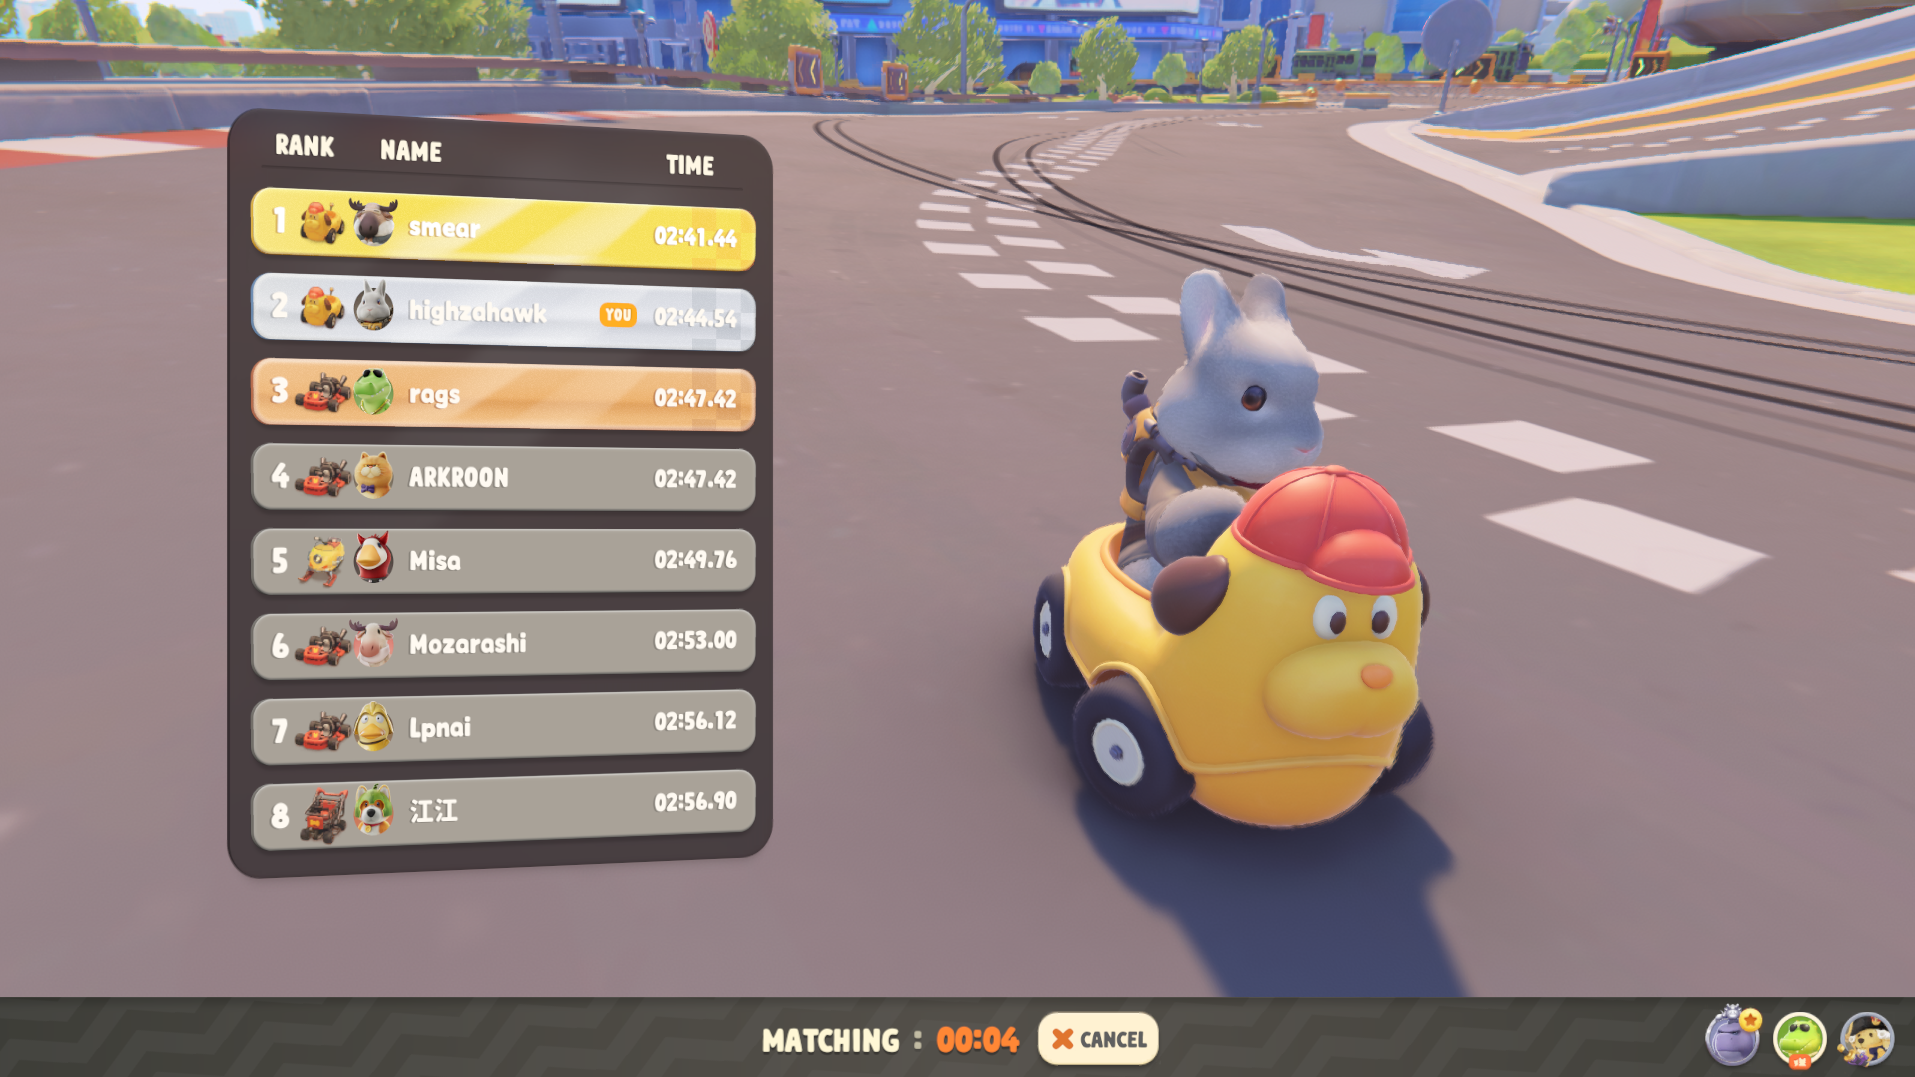 RANK NAME TIME
1 smear 02:41.44
2 highzahawk YOU 02:44.54
3 rags 02:47.42
4 ARKROON 02:47.42
5 Misa 02:49.76
6 Mozarashi 02:53.00
7 Lpnai 02:56.12
8 江江 02:56.90
MATCHING : 00:04 CANCEL